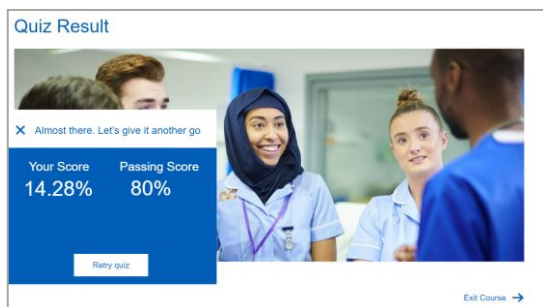 Quiz Result
✕ Almost there. Let's give it another go
Your Score Passing Score
14.28% 80%
Retry quiz
Exit Course →